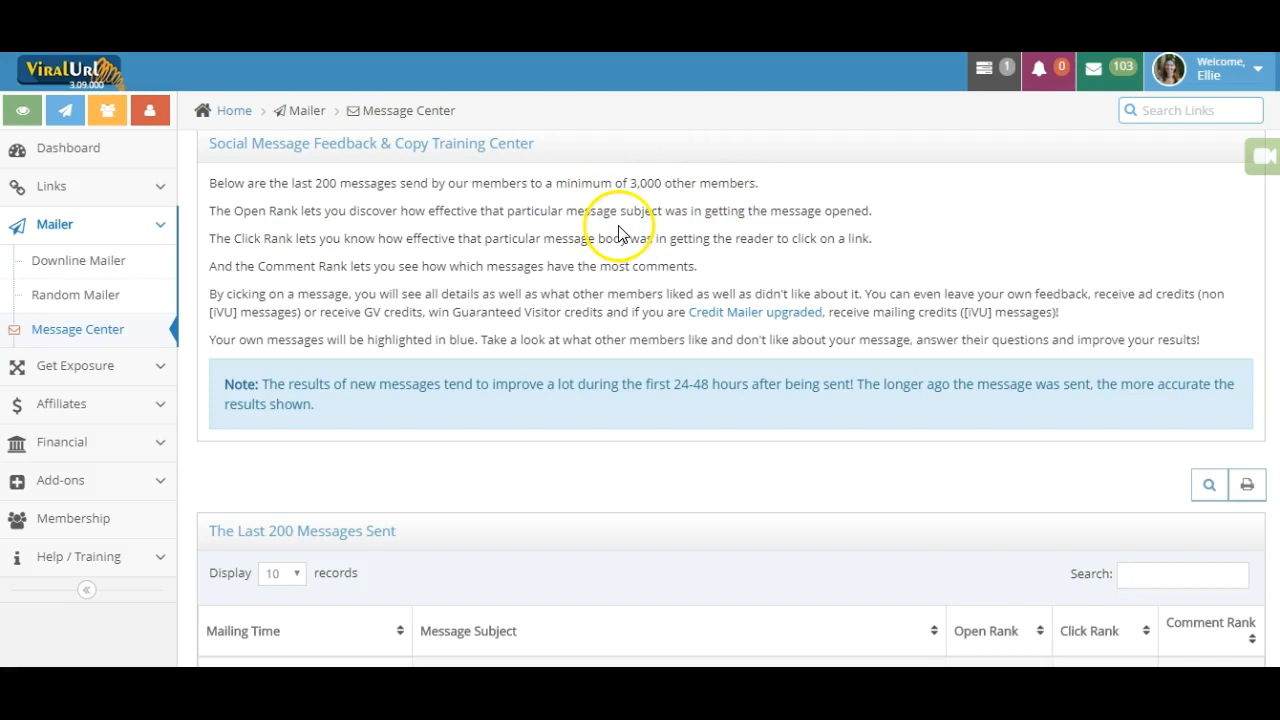 ViralUrl
3.09.000
1
0
103
Welcome,
Ellie
Home > Mailer > Message Center
Search Links
Dashboard
Links
Mailer
Downline Mailer
Random Mailer
Message Center
Get Exposure
Affiliates
Financial
Add-ons
Membership
Help / Training
Social Message Feedback & Copy Training Center
Below are the last 200 messages send by our members to a minimum of 3,000 other members.
The Open Rank lets you discover how effective that particular message subject was in getting the message opened.
The Click Rank lets you know how effective that particular message body was in getting the reader to click on a link.
And the Comment Rank lets you see how which messages have the most comments.
By cicking on a message, you will see all details as well as what other members liked as well as didn't like about it. You can even leave your own feedback, receive ad credits (non
[iVU] messages) or receive GV credits, win Guaranteed Visitor credits and if you are Credit Mailer upgraded, receive mailing credits ([iVU] messages)!
Your own messages will be highlighted in blue. Take a look at what other members like and don't like about your message, answer their questions and improve your results!
Note: The results of new messages tend to improve a lot during the first 24-48 hours after being sent! The longer ago the message was sent, the more accurate the
results shown.
The Last 200 Messages Sent
Display 10 records
Search:
Mailing Time
Message Subject
Open Rank
Click Rank
Comment Rank